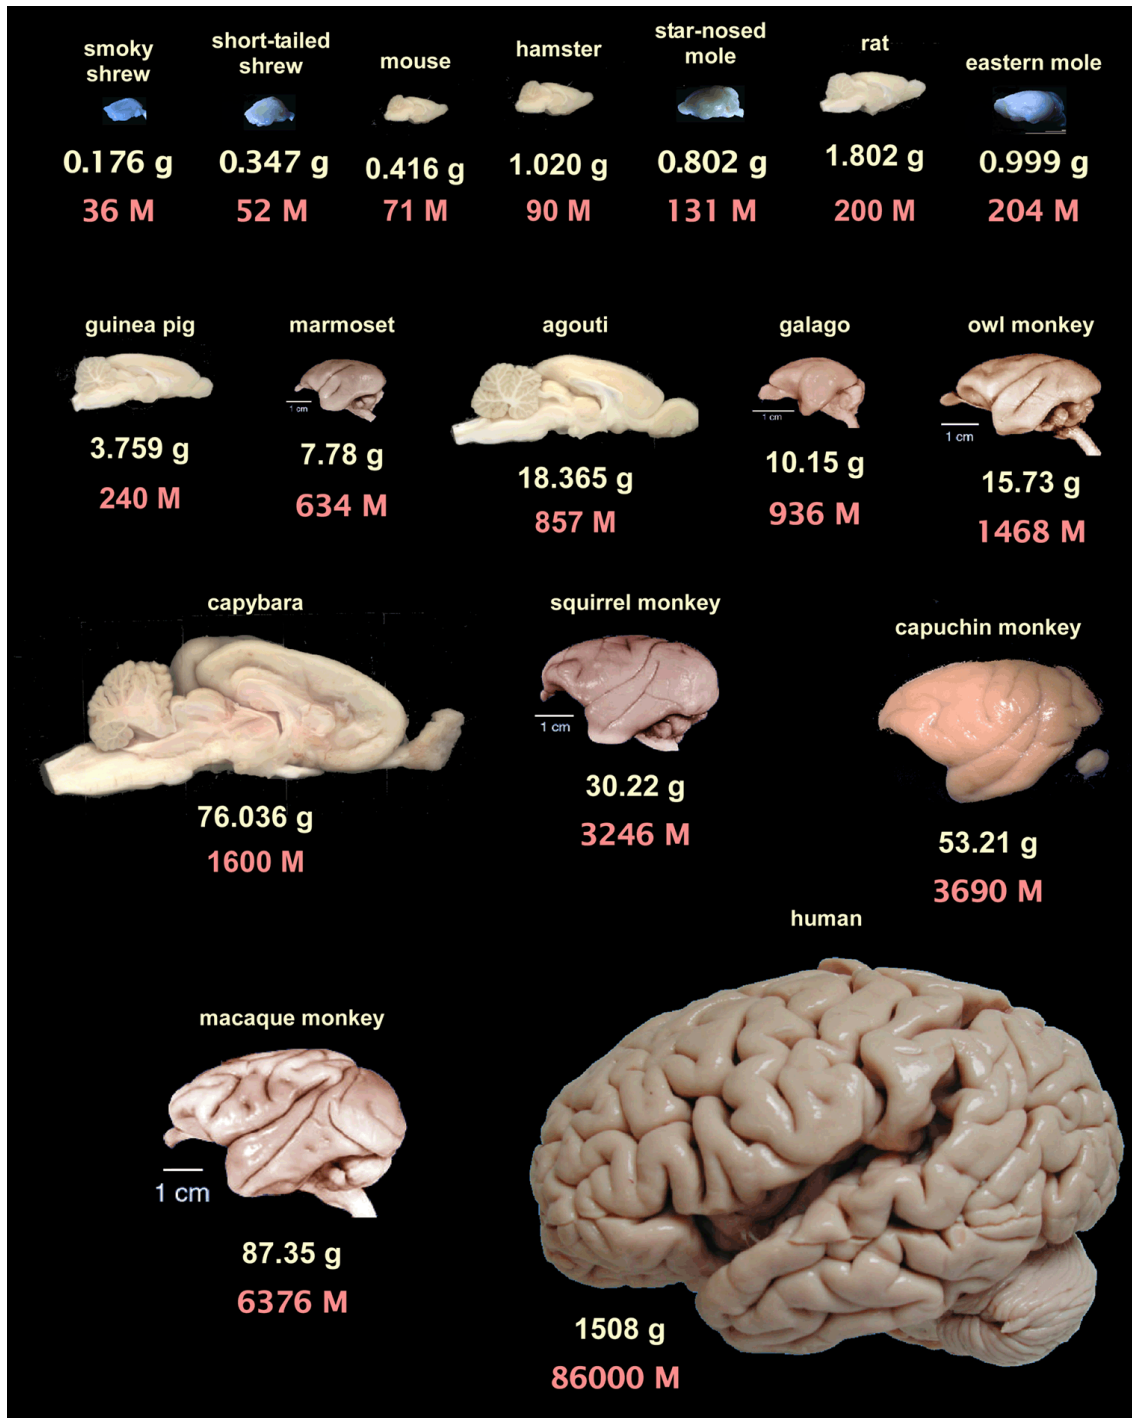 smoky
shrew
0.176 g
36 M
short-tailed
shrew
0.347 g
52 M
mouse
0.416 g
71 M
hamster
1.020 g
90 M
star-nosed
mole
0.802 g
131 M
rat
1.802 g
200 M
eastern mole
0.999 g
204 M
guinea pig
3.759 g
240 M
marmoset
1 cm
7.78 g
634 M
agouti
18.365 g
857 M
galago
1 cm
10.15 g
936 M
owl monkey
1 cm
15.73 g
1468 M
capybara
76.036 g
1600 M
squirrel monkey
1 cm
30.22 g
3246 M
capuchin monkey
53.21 g
3690 M
macaque monkey
1 cm
87.35 g
6376 M
human
1508 g
86000 M